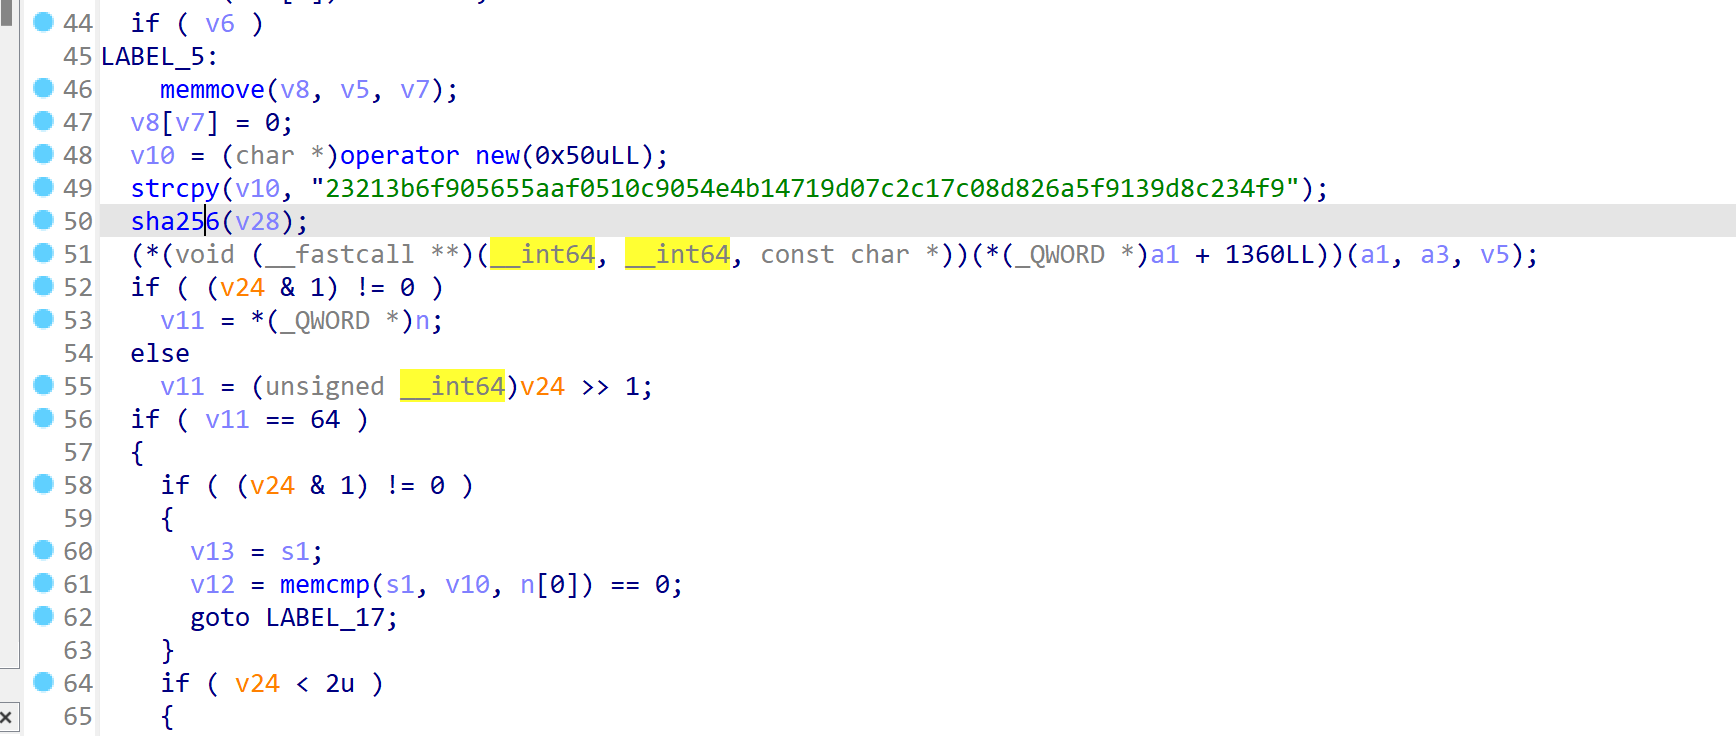 44 if ( v6 )
45 LABEL_5:
46 memmove(v8, v5, v7);
47 v8[v7] = 0;
48 v10 = (char *)operator new(0x50uLL);
49 strcpy(v10, "23213b6f905655aaf0510c9054e4b14719d07c2c17c08d826a5f9139d8c234f9");
50 sha256(v28);
51 (*(void (__fastcall **)(__int64, __int64, const char *))(*(_QWORD *)a1 + 1360LL))(a1, a3, v5);
52 if ( (v24 & 1) != 0 )
53 v11 = *(_QWORD *)n;
54 else
55 v11 = (unsigned __int64)v24 >> 1;
56 if ( v11 == 64 )
57 {
58 if ( (v24 & 1) != 0 )
59 {
60 v13 = s1;
61 v12 = memcmp(s1, v10, n[0]) == 0;
62 goto LABEL_17;
63 }
64 if ( v24 < 2u )
65 {